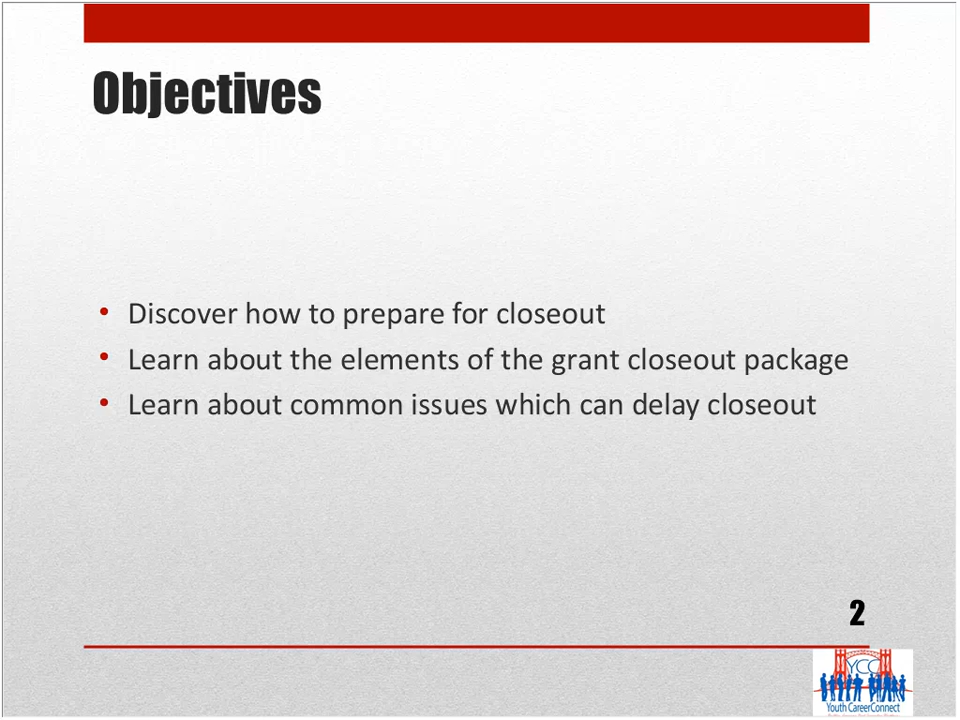 Objectives
• Discover how to prepare for closeout
• Learn about the elements of the grant closeout package
• Learn about common issues which can delay closeout
2
YCC
Youth CareerConnect